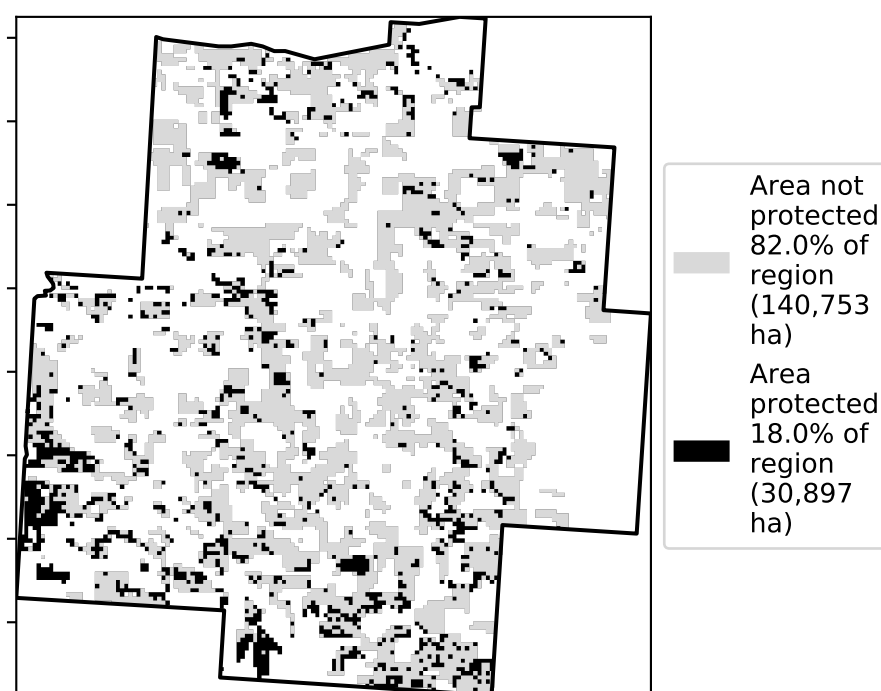 Area not
protected
82.0% of
region
(140,753
ha)
Area
protected
18.0% of
region
(30,897
ha)